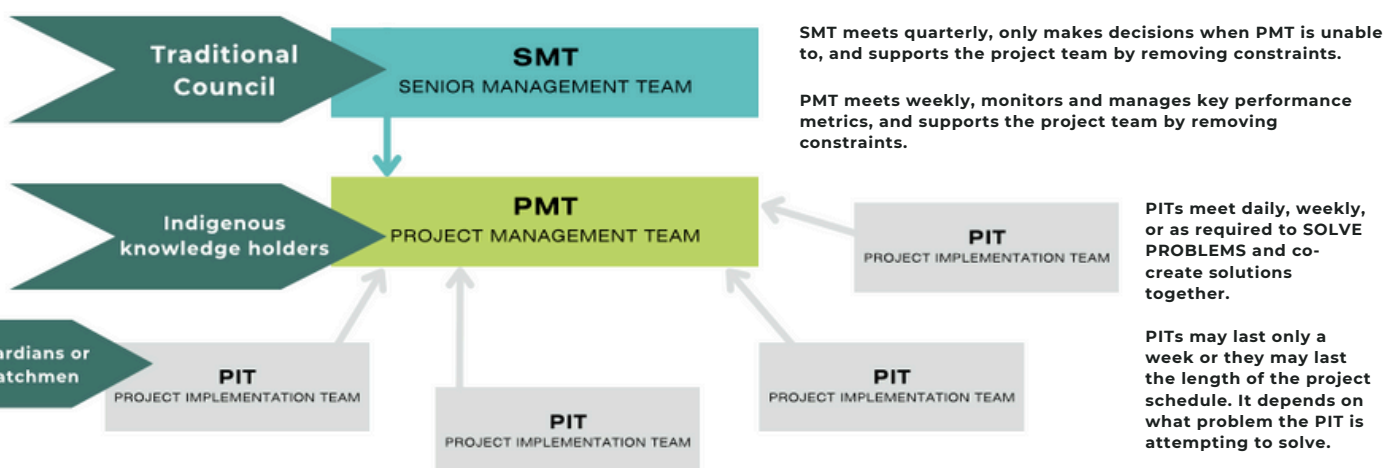 Traditional
Council
SMT
SENIOR MANAGEMENT TEAM
SMT meets quarterly, only makes decisions when PMT is unable
to, and supports the project team by removing constraints.
PMT meets weekly, monitors and manages key performance
metrics, and supports the project team by removing
constraints.
Indigenous
knowledge holders
PMT
PROJECT MANAGEMENT TEAM
PIT
PROJECT IMPLEMENTATION TEAM
PITs meet daily, weekly,
or as required to SOLVE
PROBLEMS and co-
create solutions
together.
ardians or
atchmen
PIT
PROJECT IMPLEMENTATION TEAM
PIT
PROJECT IMPLEMENTATION TEAM
PIT
PROJECT IMPLEMENTATION TEAM
PITs may last only a
week or they may last
the length of the project
schedule. It depends on
what problem the PIT is
attempting to solve.